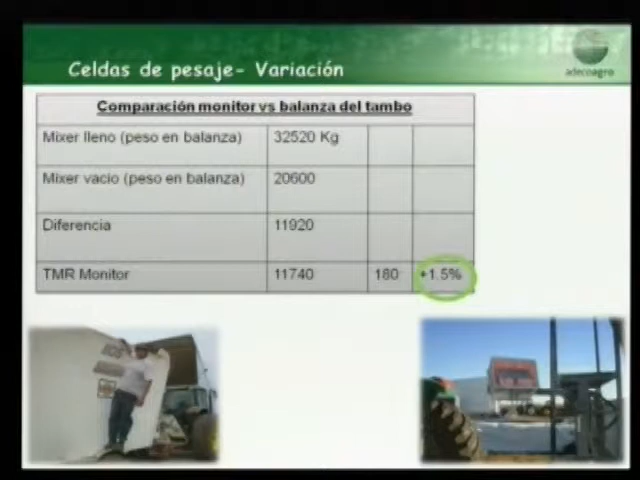 Celdas de pesaje- Variación
adecoagro
Comparación monitor vs balanza del tambo
Mixer lleno (peso en balanza) 32520 Kg
Mixer vacio (peso en balanza) 20600
Diferencia 11920
TMR Monitor 11740 180 +1.5%